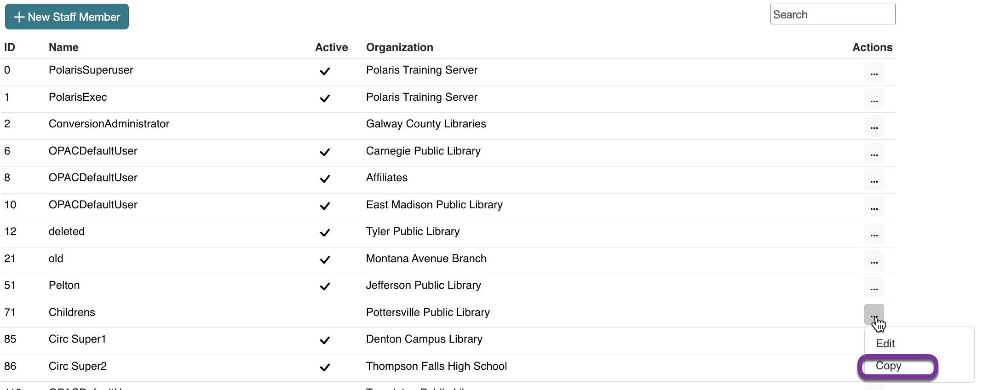 New Staff Member
Search
ID Name Active Organization Actions
0 PolarisSuperuser Polaris Training Server ...
1 PolarisExec Polaris Training Server ...
2 ConversionAdministrator Galway County Libraries ...
6 OPACDefaultUser Carnegie Public Library ...
8 OPACDefaultUser Affiliates ...
10 OPACDefaultUser East Madison Public Library ...
12 deleted Tyler Public Library ...
21 old Montana Avenue Branch ...
51 Pelton Jefferson Public Library ...
71 Childrens Pottersville Public Library ...
85 Circ Super1 Denton Campus Library
Edit
86 Circ Super2 Thompson Falls High School
Copy